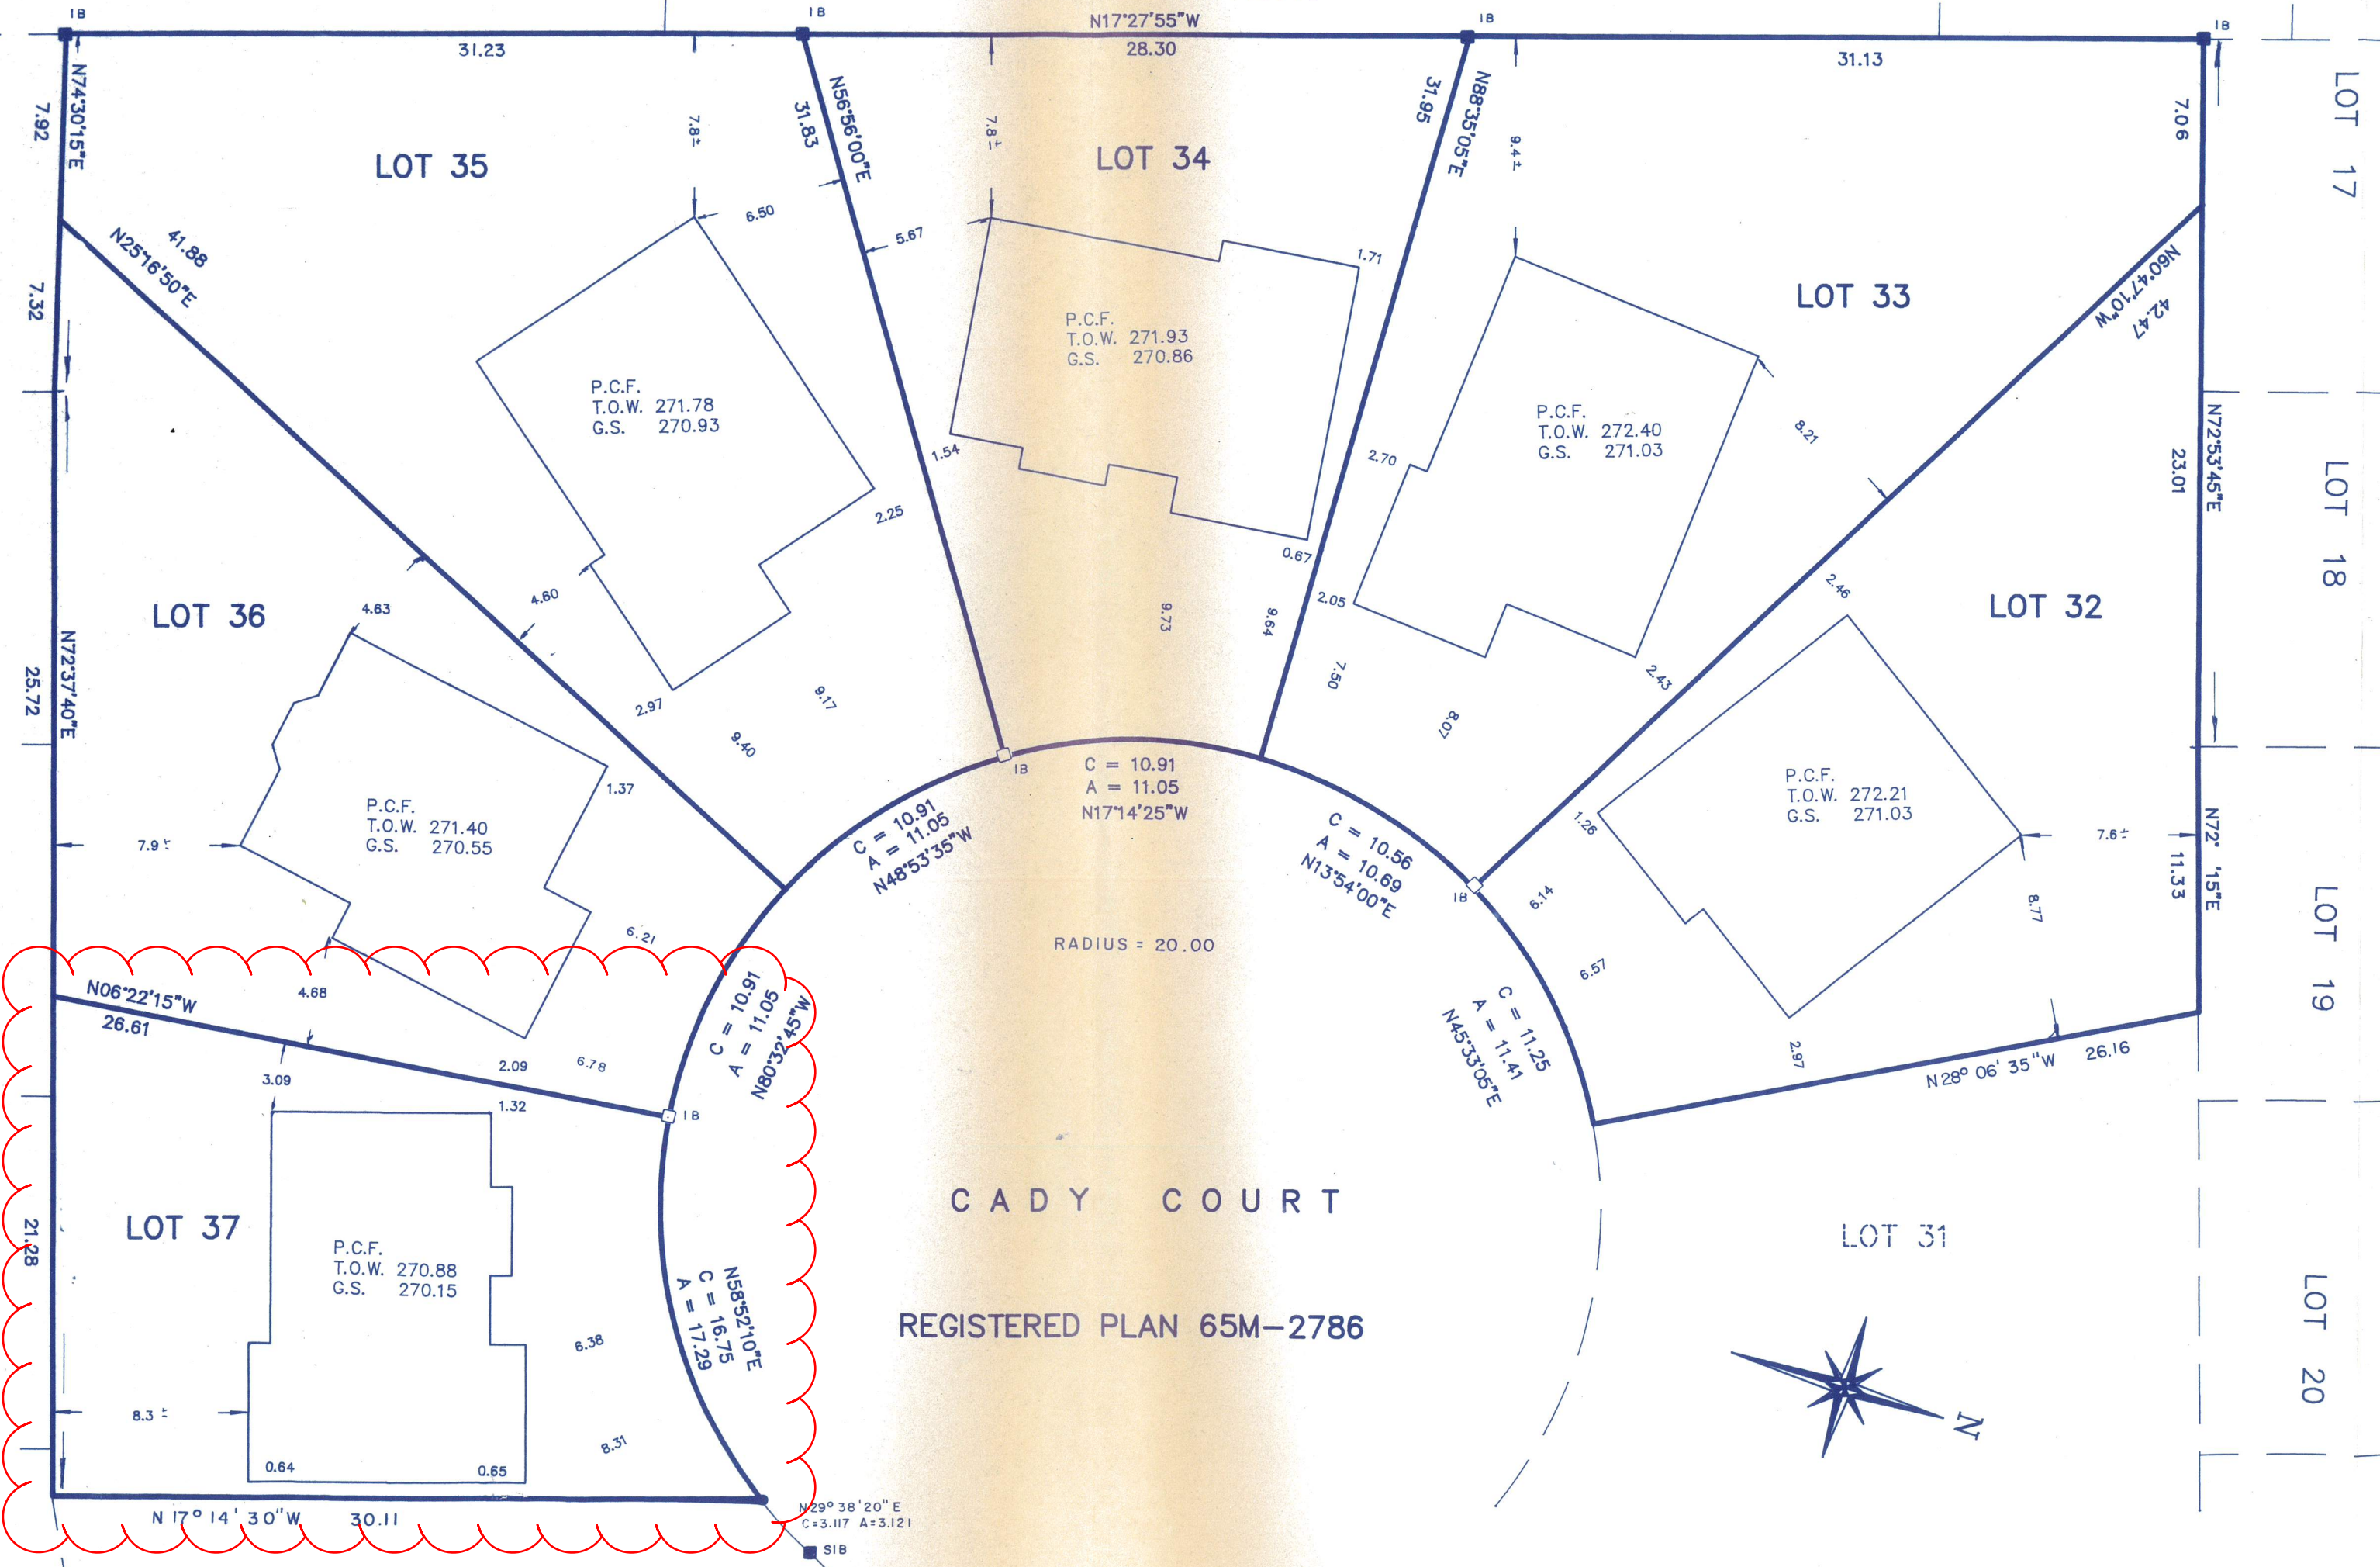 IB
IB
N17°27'55"W
IB
IB
31.23
28.30
31.13
N74°30'15"E
7.92
N56°56'00"E
31.83
N88°35'05"E
31.95
7.06
LOT 17
LOT 35
7.8±
7.8±
LOT 34
9.4±
6.50
5.67
1.71
N25°16'50"E
41.88
7.32
LOT 33
N60°47'10"W
42.47
P.C.F.
T.O.W. 271.93
G.S. 270.86
P.C.F.
T.O.W. 271.78
G.S. 270.93
P.C.F.
T.O.W. 272.40
G.S. 271.03
8.21
N72°53'45"E
23.01
LOT 18
1.54
2.70
2.25
0.67
4.60
4.63
2.05
2.46
LOT 36
9.73
9.64
LOT 32
N72°37'40"E
25.72
2.97
9.17
9.40
7.50
8.07
2.43
IB
C = 10.91
A = 11.05
N17°14'25"W
1.37
P.C.F.
T.O.W. 271.40
G.S. 270.55
7.9±
C = 10.91
A = 11.05
N48°53'35"W
C = 10.56
A = 10.69
N13°54'00"E
1.26
P.C.F.
T.O.W. 272.21
G.S. 271.03
7.6±
N72° '15"E
11.33
IB
6.14
8.77
LOT 19
6.21
RADIUS = 20.00
6.57
N06°22'15"W
26.61
4.68
C = 10.91
A = 11.05
N80°32'45"W
C = 11.25
A = 11.41
N45°33'05"E
2.97
N28° 06' 35"W 26.16
3.09
2.09
6.78
1.32
IB
CADY COURT
LOT 37
21.28
LOT 31
P.C.F.
T.O.W. 270.88
G.S. 270.15
N58°52'10"E
C = 16.75
A = 17.29
REGISTERED PLAN 65M-2786
6.38
LOT 20
8.3±
8.31
N
0.64
0.65
N 17° 14' 30"W 30.11
N29° 38'20" E
C=3.117 A=3.121
SIB